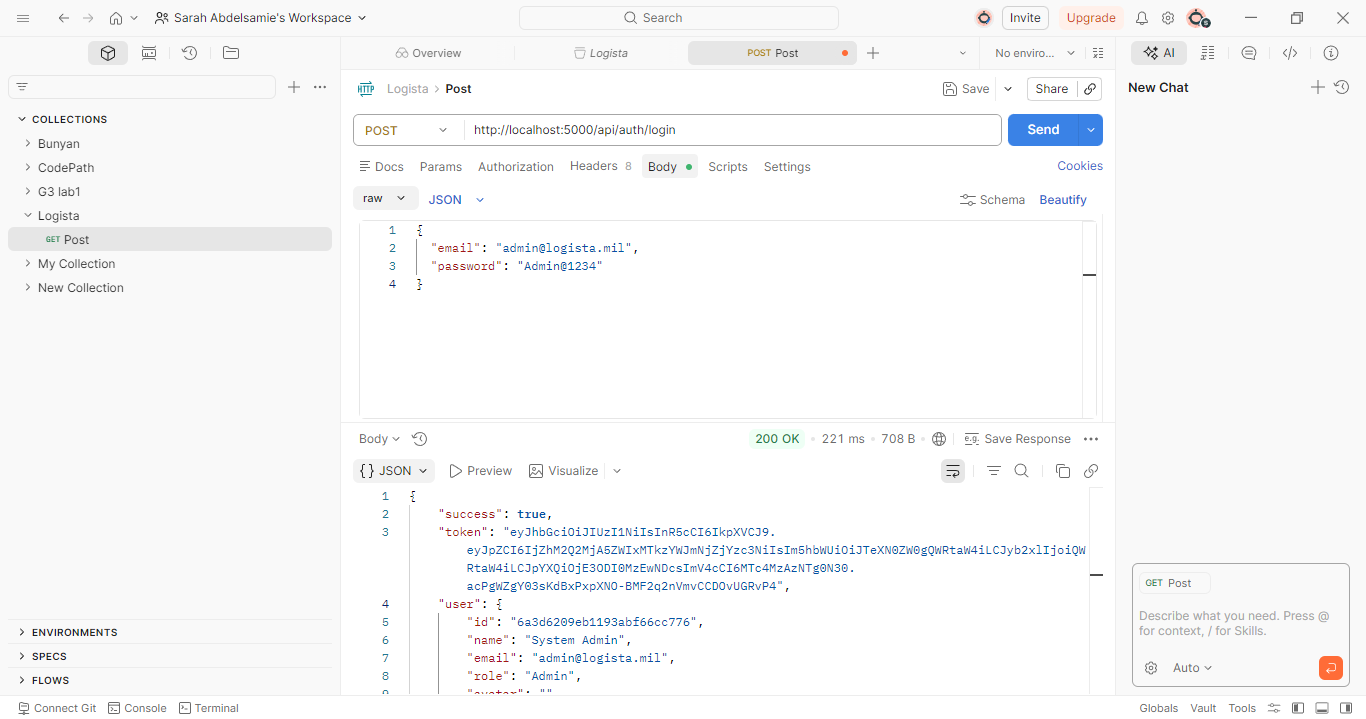 Sarah Abdelsamie's Workspace
Search
Invite
Upgrade
S
Overview
Logista
POST Post
No enviro...
AI
HTTP Logista > Post
Save
Share
New Chat
COLLECTIONS
Bunyan
CodePath
G3 lab1
Logista
GET Post
My Collection
New Collection
POST
http://localhost:5000/api/auth/login
Send
Docs
Params
Authorization
Headers 8
Body
Scripts
Settings
Cookies
raw
JSON
Schema
Beautify
1 {
2 "email": "admin@logista.mil",
3 "password": "Admin@1234"
4 }
Body
200 OK • 221 ms • 708 B
e.g. Save Response
{} JSON
Preview
Visualize
1 {
2 "success": true,
3 "token": "eyJhbGciOiJIUzI1NiIsInR5cCI6IkpXVCJ9.
eyJpZCI6IjZhM2Q2MjA5ZWIxMTkzYWJmNjZjYzc3NiIsIm5hbWUiOiJTeXN0ZW0gQWRtaW4iLCJyb2xlIjoiQW
RtaW4iLCJpYXQiOjE3ODI0MzEwNDcsImV4cCI6MTc4MzAzNTg0N30.
acPgWZgY03sKdBxPxpXNO-BMF2q2nVmvCCDOvUGRvP4",
4 "user": {
5 "id": "6a3d6209eb1193abf66cc776",
6 "name": "System Admin",
7 "email": "admin@logista.mil",
8 "role": "Admin",
9 "avatar": ""
ENVIRONMENTS
SPECS
FLOWS
GET Post
Describe what you need. Press @
for context, / for Skills.
Auto
Connect Git
Console
Terminal
Globals
Vault
Tools